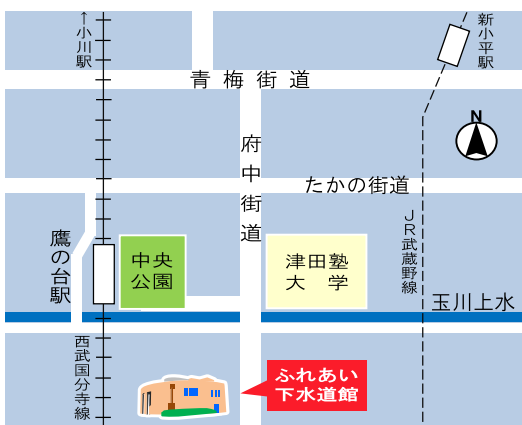 ↑小川駅
新小平駅
青梅街道
N
府中街道
たかの街道
JR武蔵野線
鷹の台駅
中央
公園
津田塾
大学
玉川上水
西武国分寺線
ふれあい
下水道館